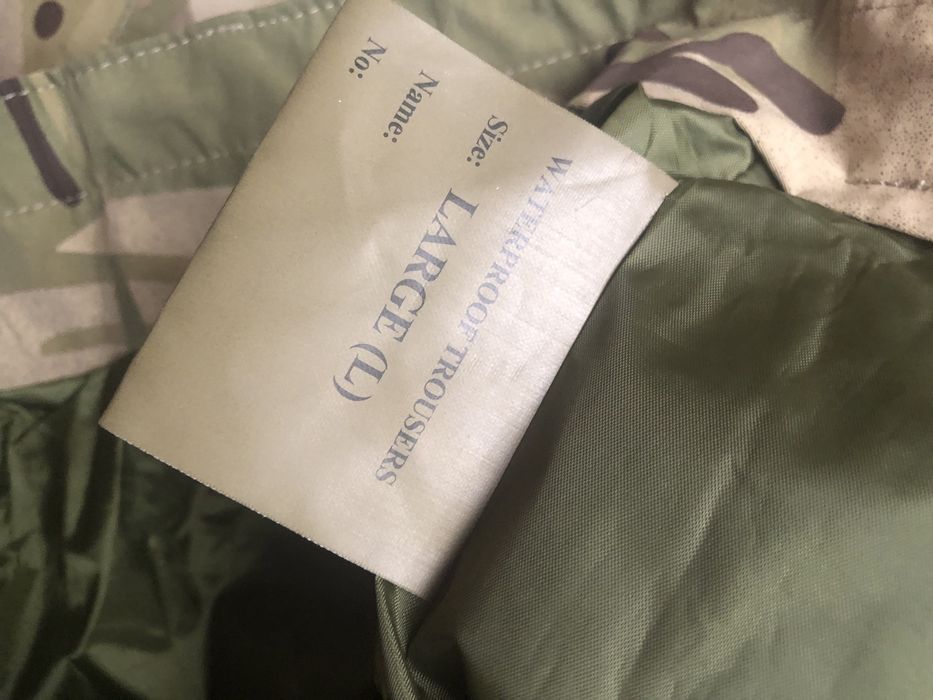 WATERPROOF TROUSERS
Size: LARGE (L)
Name:
No: